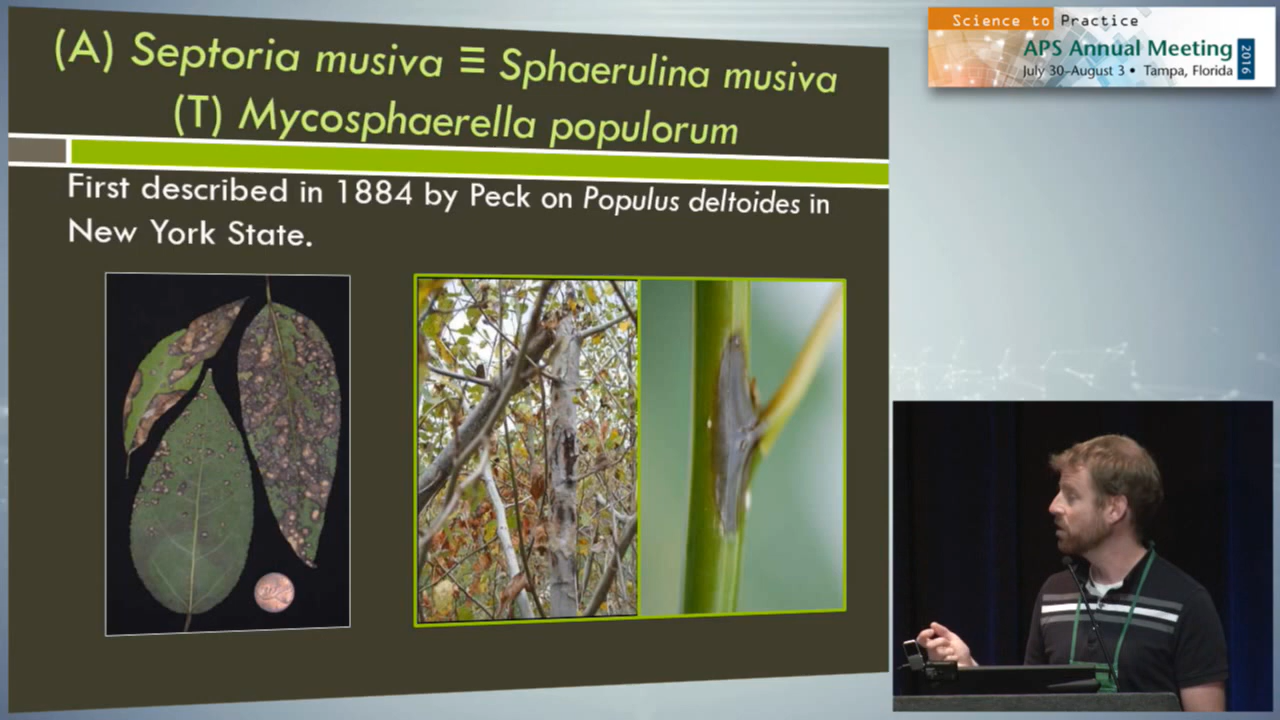 (A) Septoria musiva ≡ Sphaerulina musiva
(T) Mycosphaerella populorum
First described in 1884 by Peck on Populus deltoides in
New York State.
Science to Practice
APS Annual Meeting
July 30–August 3 • Tampa, Florida
2016